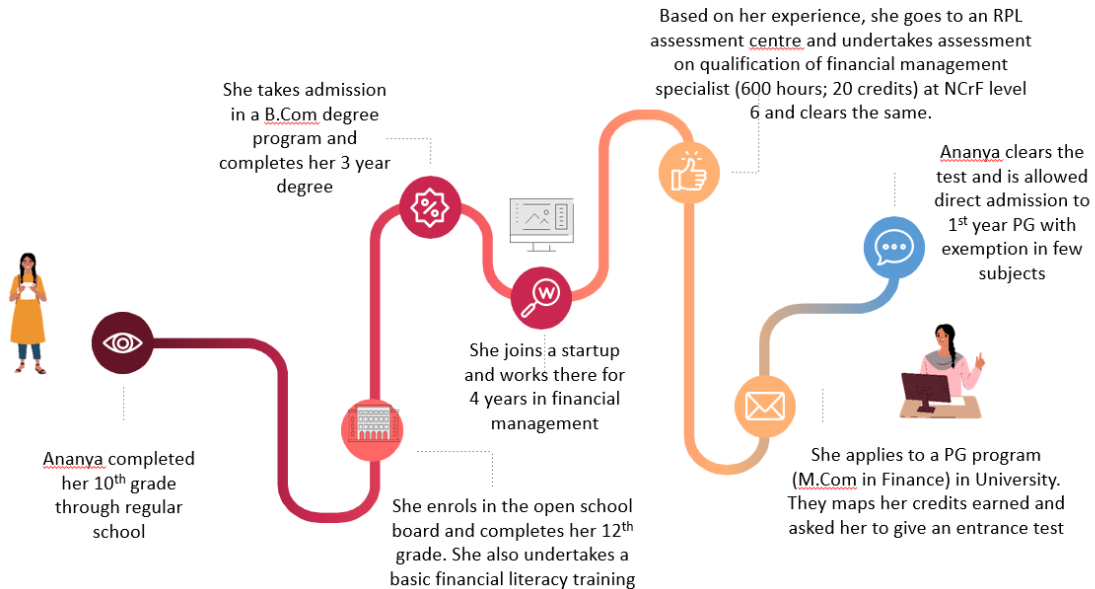 Ananya completed
her 10th grade
through regular
school
She enrols in the open school
board and completes her 12th
grade. She also undertakes a
basic financial literacy training
She takes admission
in a B.Com degree
program and
completes her 3 year
degree
W
She joins a startup
and works there for
4 years in financial
management
Based on her experience, she goes to an RPL
assessment centre and undertakes assessment
on qualification of financial management
specialist (600 hours; 20 credits) at NCrF level
6 and clears the same.
She applies to a PG program
(M.Com in Finance) in University.
They maps her credits earned and
asked her to give an entrance test
Ananya clears the
test and is allowed
direct admission to
1st year PG with
exemption in few
subjects